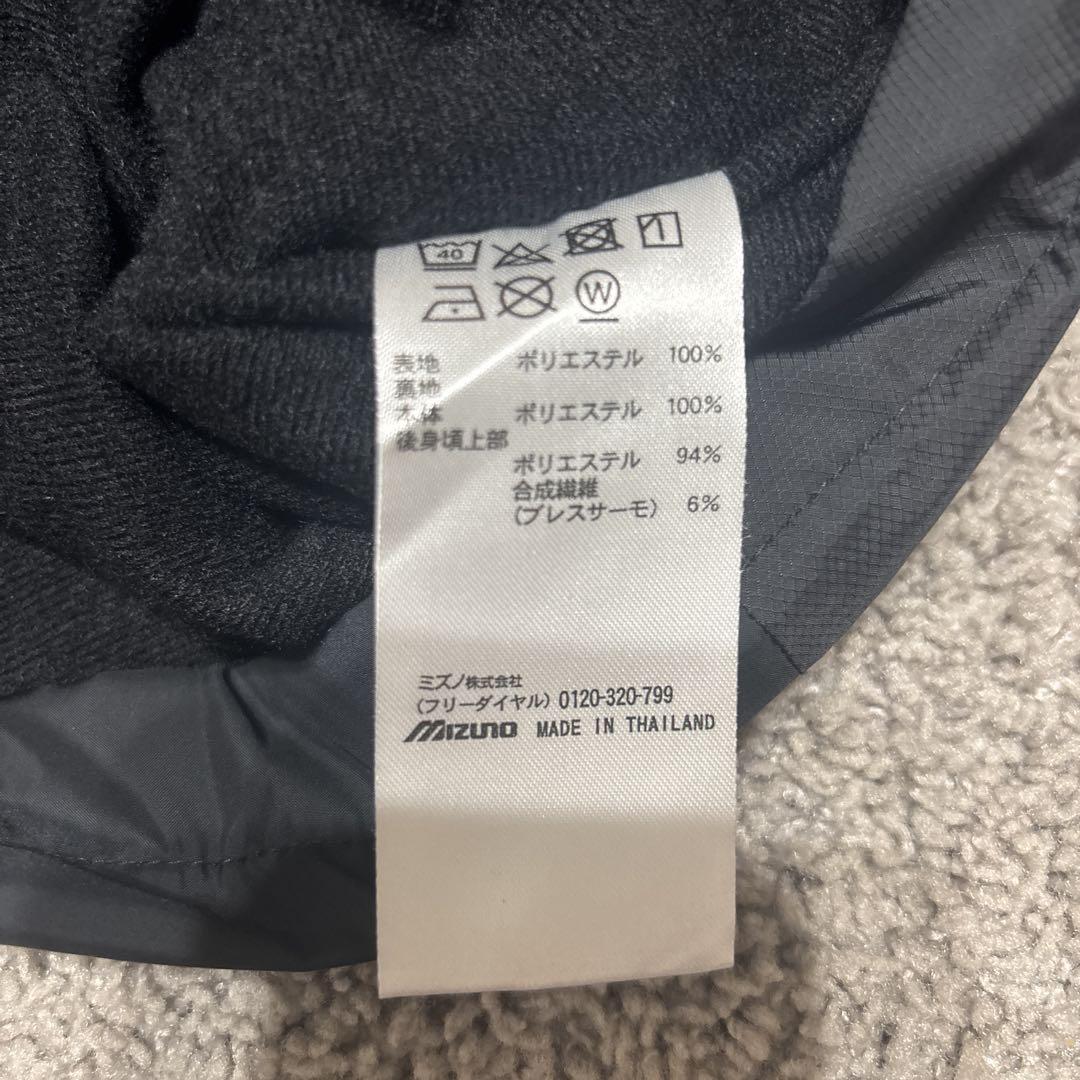 40
W
表地 ポリエステル 100%
裏地
本体 ポリエステル 100%
後身頃上部
ポリエステル 94%
合成繊維
(ブレスサーモ) 6%
ミズノ株式会社
(フリーダイヤル) 0120-320-799
MIZUNO MADE IN THAILAND